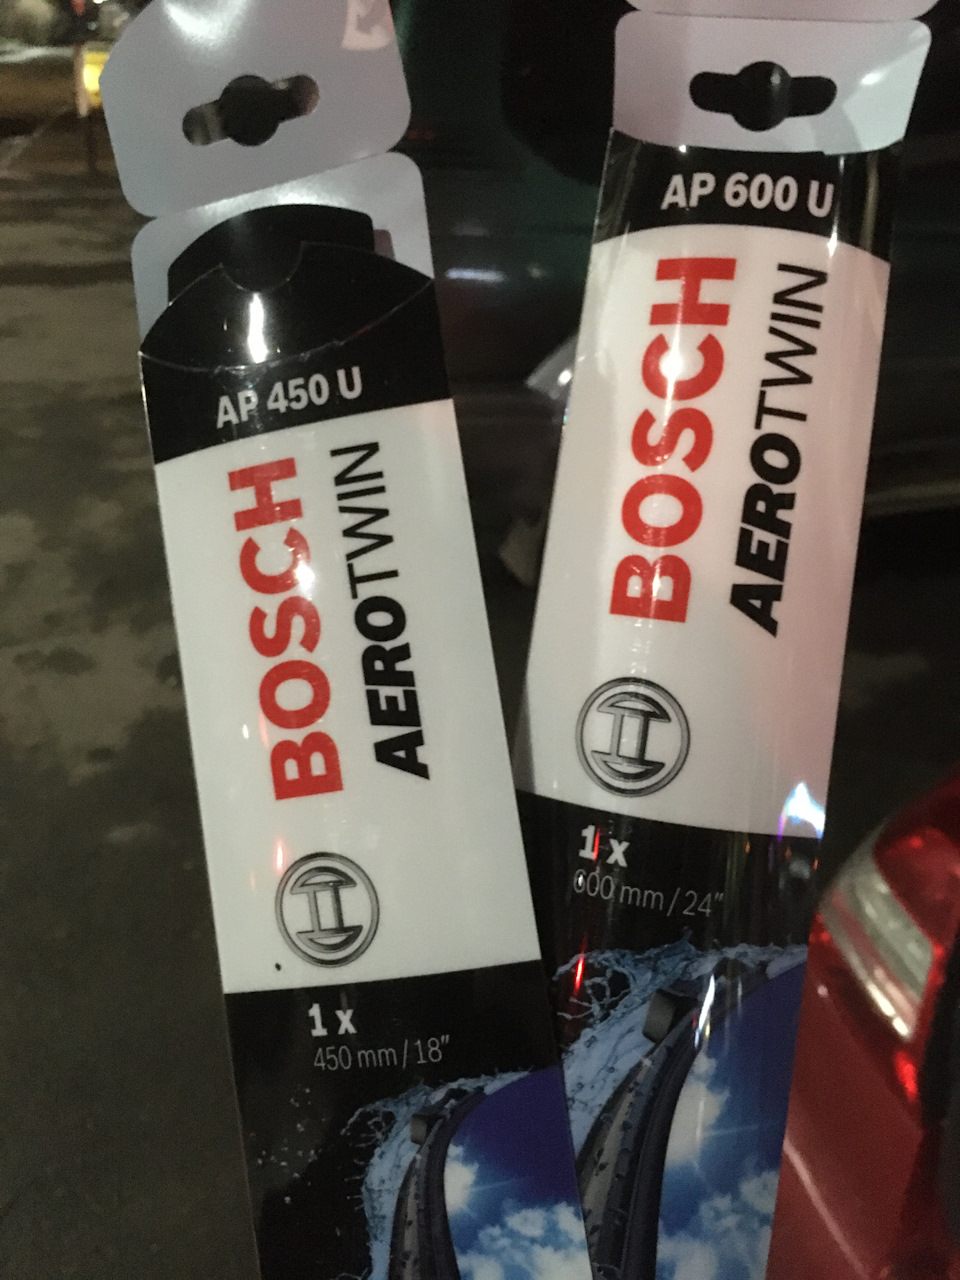 AP 450 U
BOSCH
AEROTWIN
1 x
450 mm / 18"
AP 600 U
BOSCH
AEROTWIN
1 x
600 mm / 24"